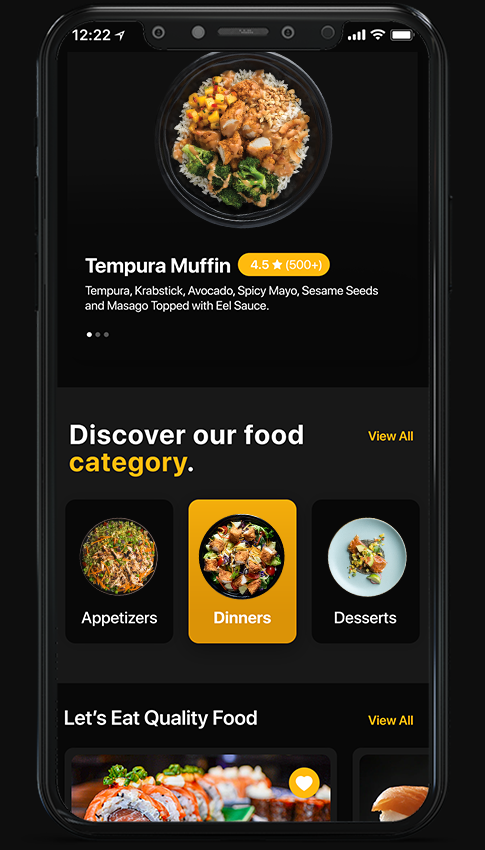 12:22
Tempura Muffin 4.5 ★ (500+)
Tempura, Krabstick, Avocado, Spicy Mayo, Sesame Seeds
and Masago Topped with Eel Sauce.
Discover our food
category.
View All
Appetizers
Dinners
Desserts
Let's Eat Quality Food
View All